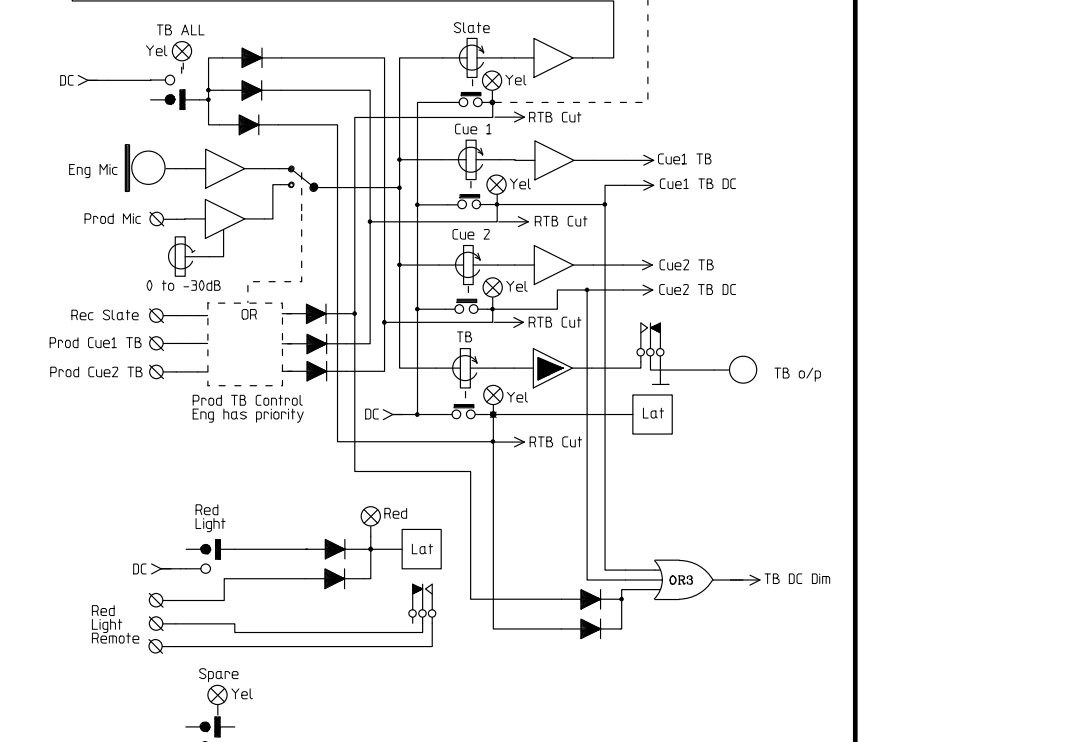 Slate
TB ALL
Yel
DC
Yel
RTB Cut
Cue 1
Eng Mic
Cue1 TB
Yel
Cue1 TB DC
Prod Mic
RTB Cut
Cue 2
Cue2 TB
0 to -30dB
Yel
Cue2 TB DC
Rec Slate
OR
RTB Cut
Prod Cue1 TB
TB
Prod Cue2 TB
TB o/p
Prod TB Control
Eng has priority
Yel
DC
Lat
RTB Cut
Red
Light
Red
Lat
DC
OR3
TB DC Dim
Red
Light
Remote
Spare
Yel